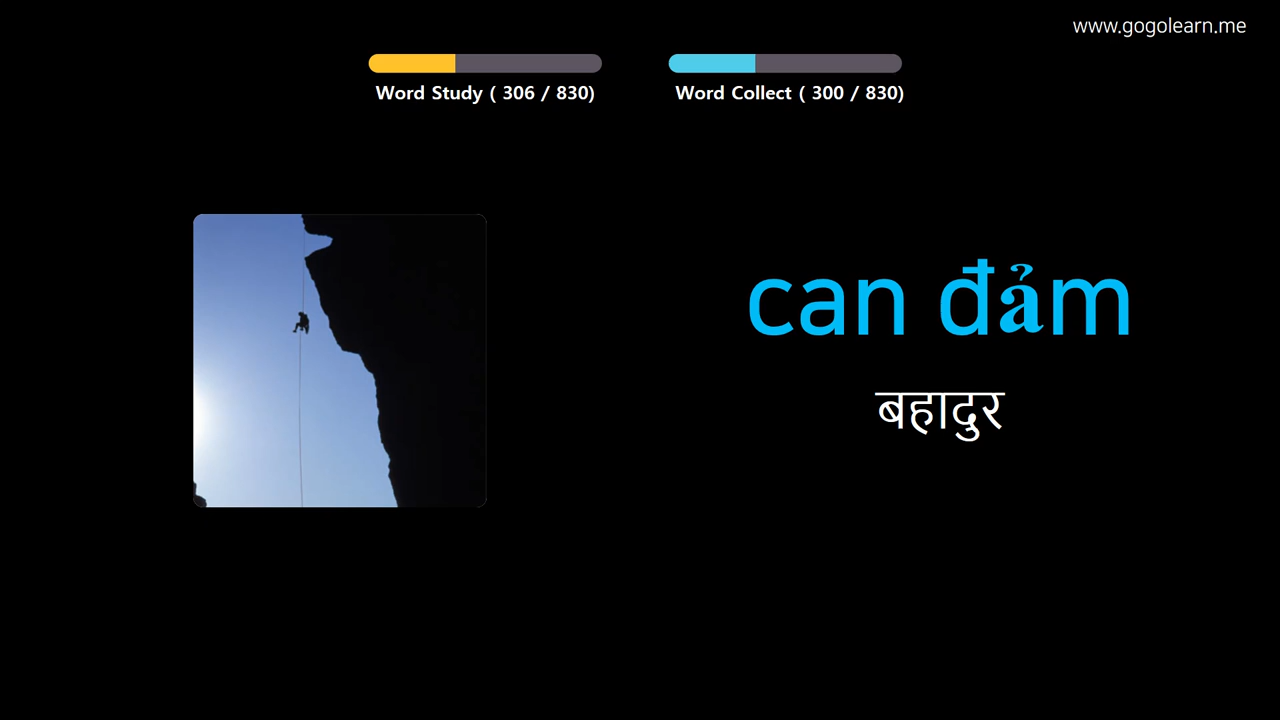 www.gogolearn.me
Word Study ( 306 / 830)
Word Collect ( 300 / 830)
can đảm
बहादुर